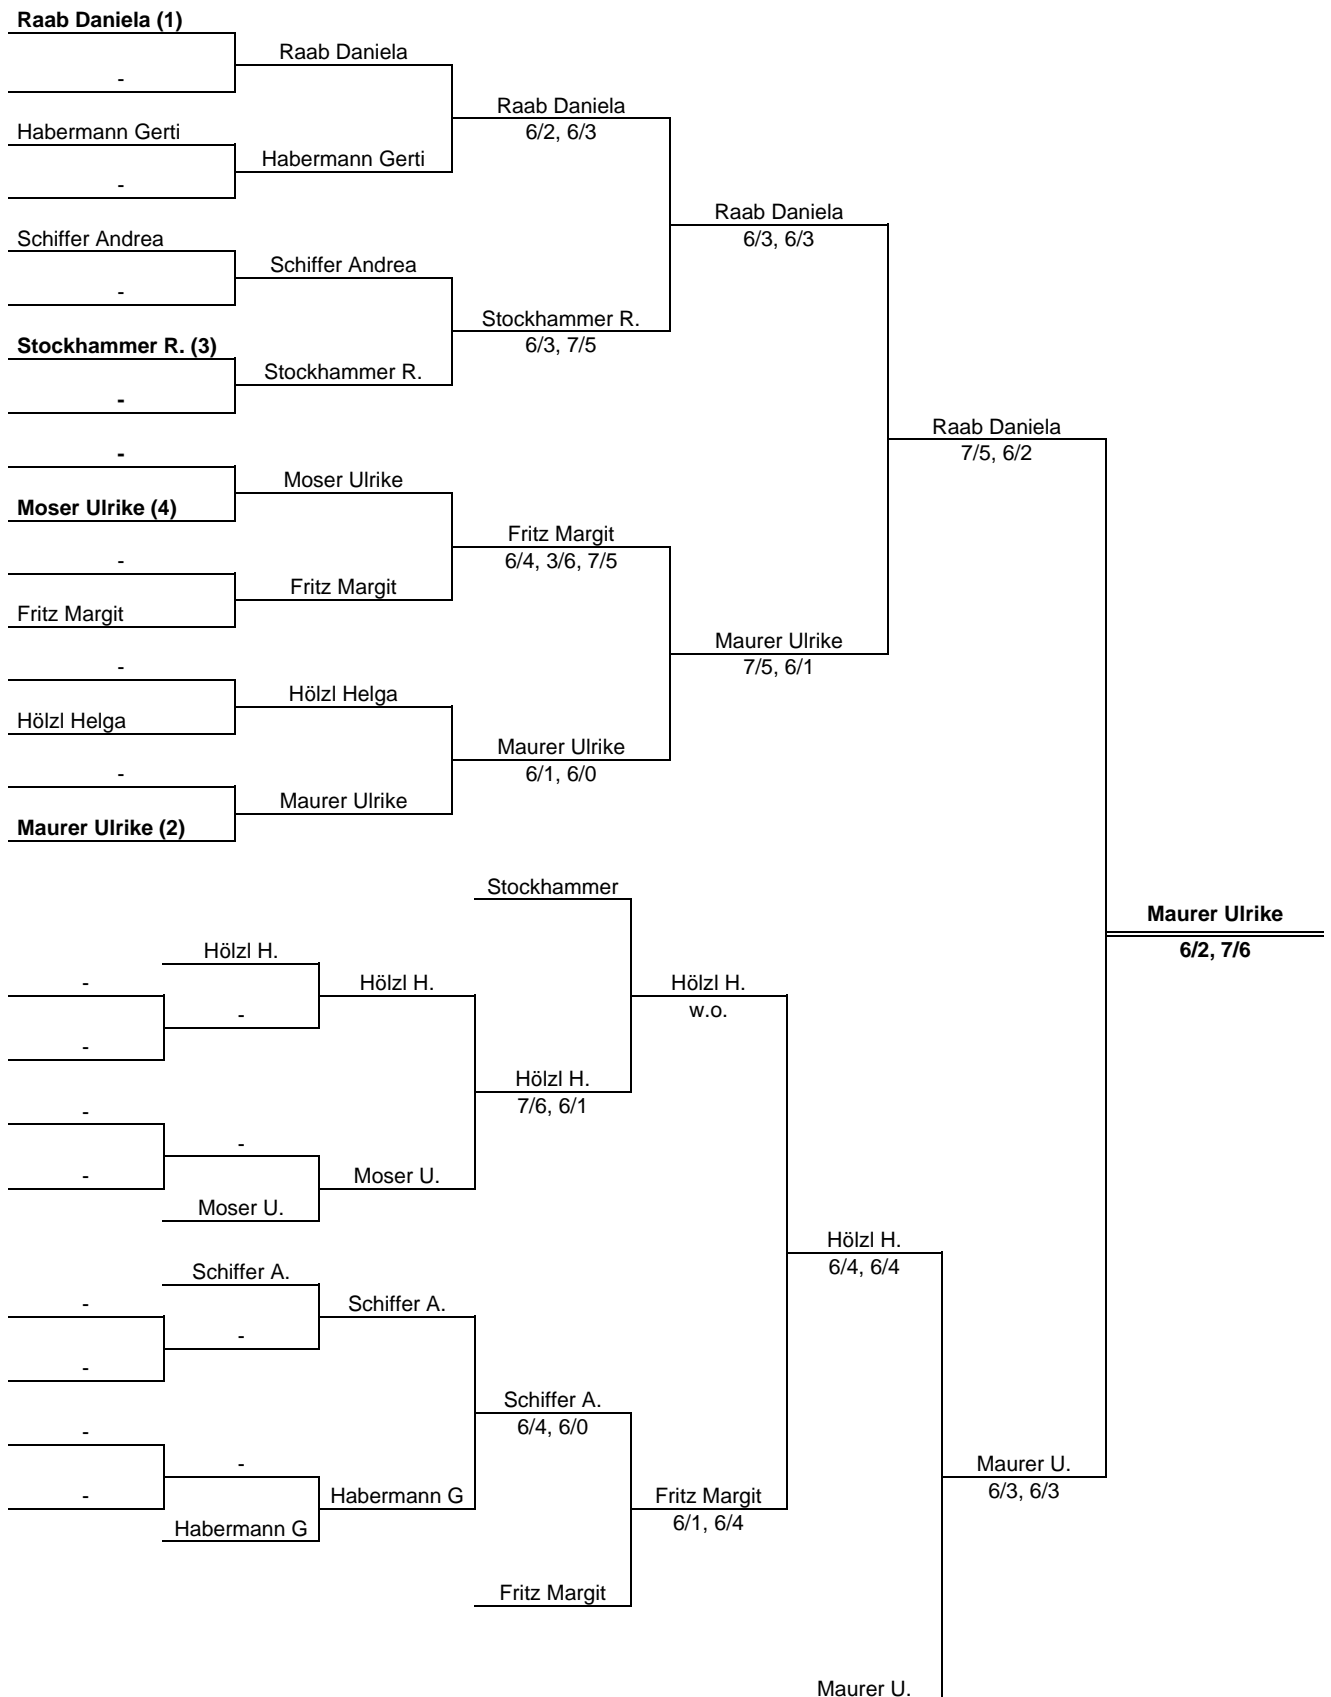 Raab Daniela (1)
Raab Daniela
-
Raab Daniela
6/2, 6/3
Habermann Gerti
Habermann Gerti
-
Raab Daniela
6/3, 6/3
Schiffer Andrea
Schiffer Andrea
-
Stockhammer R.
6/3, 7/5
Stockhammer R. (3)
Stockhammer R.
-
Raab Daniela
7/5, 6/2
-
Moser Ulrike
Moser Ulrike (4)
Fritz Margit
6/4, 3/6, 7/5
-
Fritz Margit
Fritz Margit
Maurer Ulrike
7/5, 6/1
-
Hölzl Helga
Hölzl Helga
Maurer Ulrike
6/1, 6/0
-
Maurer Ulrike
Maurer Ulrike (2)
Stockhammer
Maurer Ulrike
6/2, 7/6
Hölzl H.
-
Hölzl H.
Hölzl H.
w.o.
-
-
Hölzl H.
7/6, 6/1
-
-
-
Moser U.
Moser U.
Hölzl H.
6/4, 6/4
Schiffer A.
-
Schiffer A.
-
-
Schiffer A.
6/4, 6/0
-
-
Maurer U.
6/3, 6/3
-
Habermann G
Fritz Margit
6/1, 6/4
Habermann G
Fritz Margit
Maurer U.